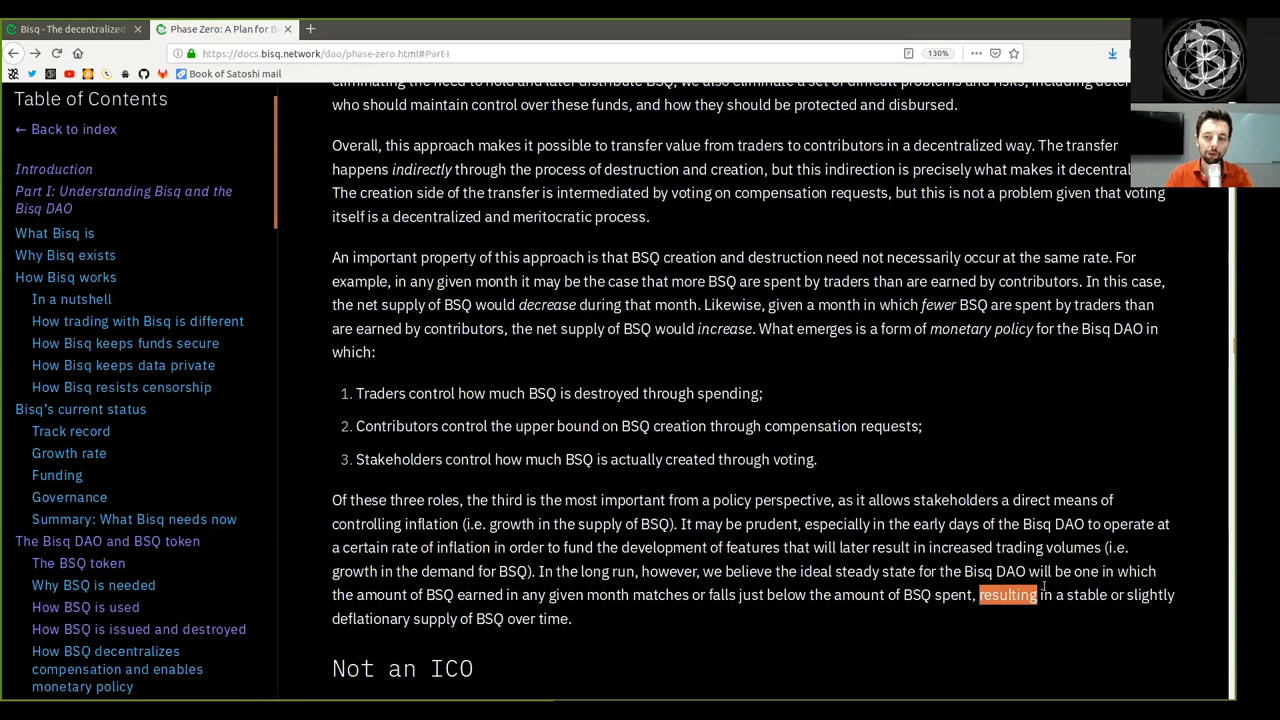 Bisq - The decentralized
Phase Zero: A Plan for B
https://docs.bisq.network/dao/phase-zero.html#Part-I
130%
Book of Satoshi mail
Table of Contents
← Back to index
Introduction
Part I: Understanding Bisq and the
Bisq DAO
What Bisq is
Why Bisq exists
How Bisq works
In a nutshell
How trading with Bisq is different
How Bisq keeps funds secure
How Bisq keeps data private
How Bisq resists censorship
Bisq's current status
Track record
Growth rate
Funding
Governance
Summary: What Bisq needs now
The Bisq DAO and BSQ token
The BSQ token
Why BSQ is needed
How BSQ is used
How BSQ is issued and destroyed
How BSQ decentralizes
compensation and enables
monetary policy
eliminating the need to hold and later distribute BSQ, we also eliminate a set of difficult problems and risks, including deter
who should maintain control over these funds, and how they should be protected and disbursed.
Overall, this approach makes it possible to transfer value from traders to contributors in a decentralized way. The transfer
happens indirectly through the process of destruction and creation, but this indirection is precisely what makes it decentral
The creation side of the transfer is intermediated by voting on compensation requests, but this is not a problem given that voting
itself is a decentralized and meritocratic process.
An important property of this approach is that BSQ creation and destruction need not necessarily occur at the same rate. For
example, in any given month it may be the case that more BSQ are spent by traders than are earned by contributors. In this case,
the net supply of BSQ would decrease during that month. Likewise, given a month in which fewer BSQ are spent by traders than
are earned by contributors, the net supply of BSQ would increase. What emerges is a form of monetary policy for the Bisq DAO in
which:
1. Traders control how much BSQ is destroyed through spending;
2. Contributors control the upper bound on BSQ creation through compensation requests;
3. Stakeholders control how much BSQ is actually created through voting.
Of these three roles, the third is the most important from a policy perspective, as it allows stakeholders a direct means of
controlling inflation (i.e. growth in the supply of BSQ). It may be prudent, especially in the early days of the Bisq DAO to operate at
a certain rate of inflation in order to fund the development of features that will later result in increased trading volumes (i.e.
growth in the demand for BSQ). In the long run, however, we believe the ideal steady state for the Bisq DAO will be one in which
the amount of BSQ earned in any given month matches or falls just below the amount of BSQ spent, resulting in a stable or slightly
deflationary supply of BSQ over time.
Not an ICO